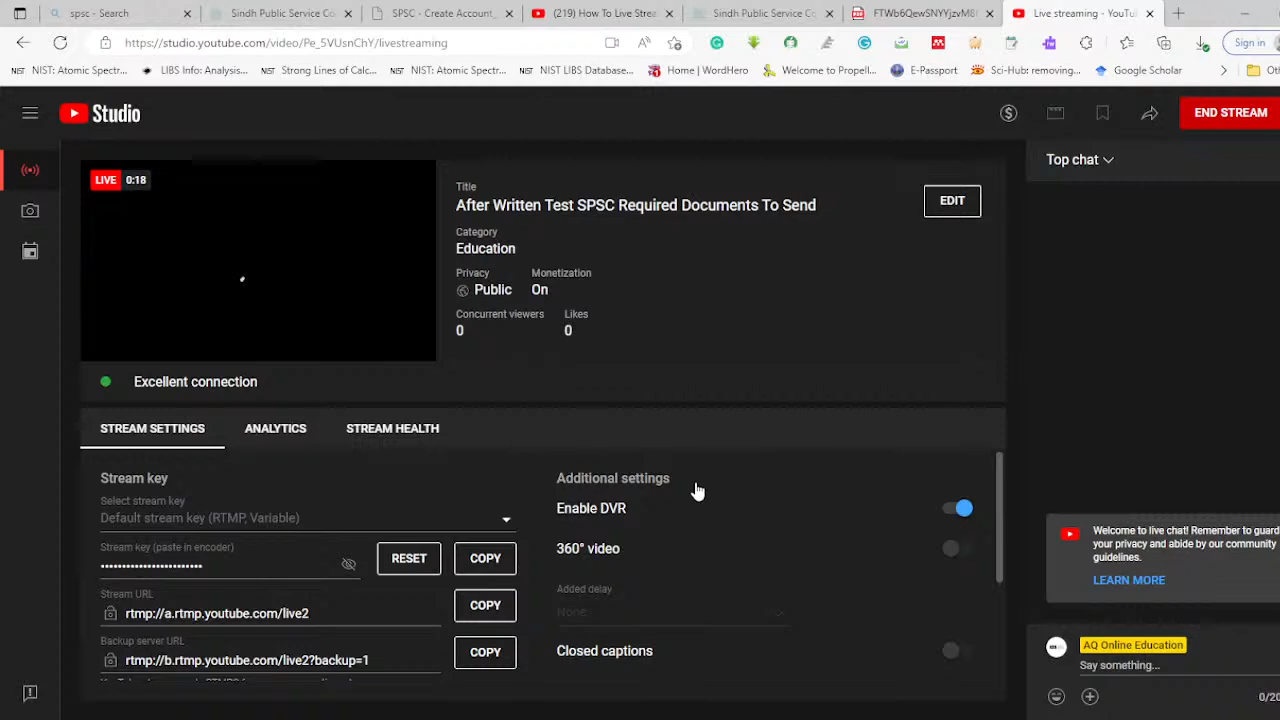 spsc - Search
Sindh Public Service Co
SPSC - Create Account_
(219) How To Live Strea
Sindh Public Service Co
FTWb6QewSNYYjzvM8
Live streaming - YouTu
https://studio.youtube.com/video/Pe_5VUsnChY/livestreaming
Sign in
NIST: Atomic Spectr...
LIBS Info: Analysis...
Strong Lines of Calc...
NIST: Atomic Spectr...
NIST LIBS Database...
Home | WordHero
Welcome to Propell...
E-Passport
Sci-Hub: removing...
Google Scholar
Studio
END STREAM
LIVE 0:18
Title
After Written Test SPSC Required Documents To Send
EDIT
Category
Education
Privacy Monetization
Public On
Concurrent viewers Likes
0 0
Excellent connection
Top chat
STREAM SETTINGS ANALYTICS STREAM HEALTH
Stream key
Select stream key
Default stream key (RTMP, Variable)
Stream key (paste in encoder)
••••••••••••••••••••••••
RESET COPY
Stream URL
rtmp://a.rtmp.youtube.com/live2
COPY
Backup server URL
rtmp://b.rtmp.youtube.com/live2?backup=1
COPY
Additional settings
Enable DVR
360° video
Added delay
None
Closed captions
Welcome to live chat! Remember to guard
your privacy and abide by our community
guidelines.
LEARN MORE
AQ Online Education
Say something...
0/20